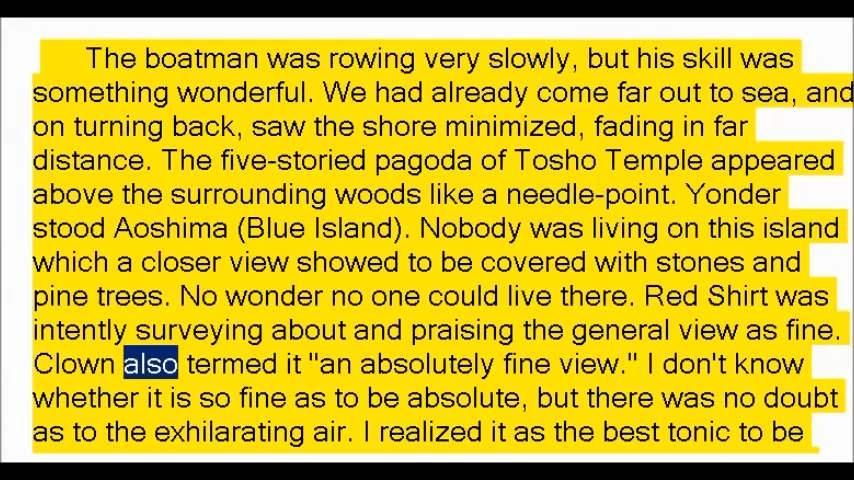 The boatman was rowing very slowly, but his skill was
something wonderful. We had already come far out to sea, and
on turning back, saw the shore minimized, fading in far
distance. The five-storied pagoda of Tosho Temple appeared
above the surrounding woods like a needle-point. Yonder
stood Aoshima (Blue Island). Nobody was living on this island
which a closer view showed to be covered with stones and
pine trees. No wonder no one could live there. Red Shirt was
intently surveying about and praising the general view as fine.
Clown also termed it "an absolutely fine view." I don't know
whether it is so fine as to be absolute, but there was no doubt
as to the exhilarating air. I realized it as the best tonic to be